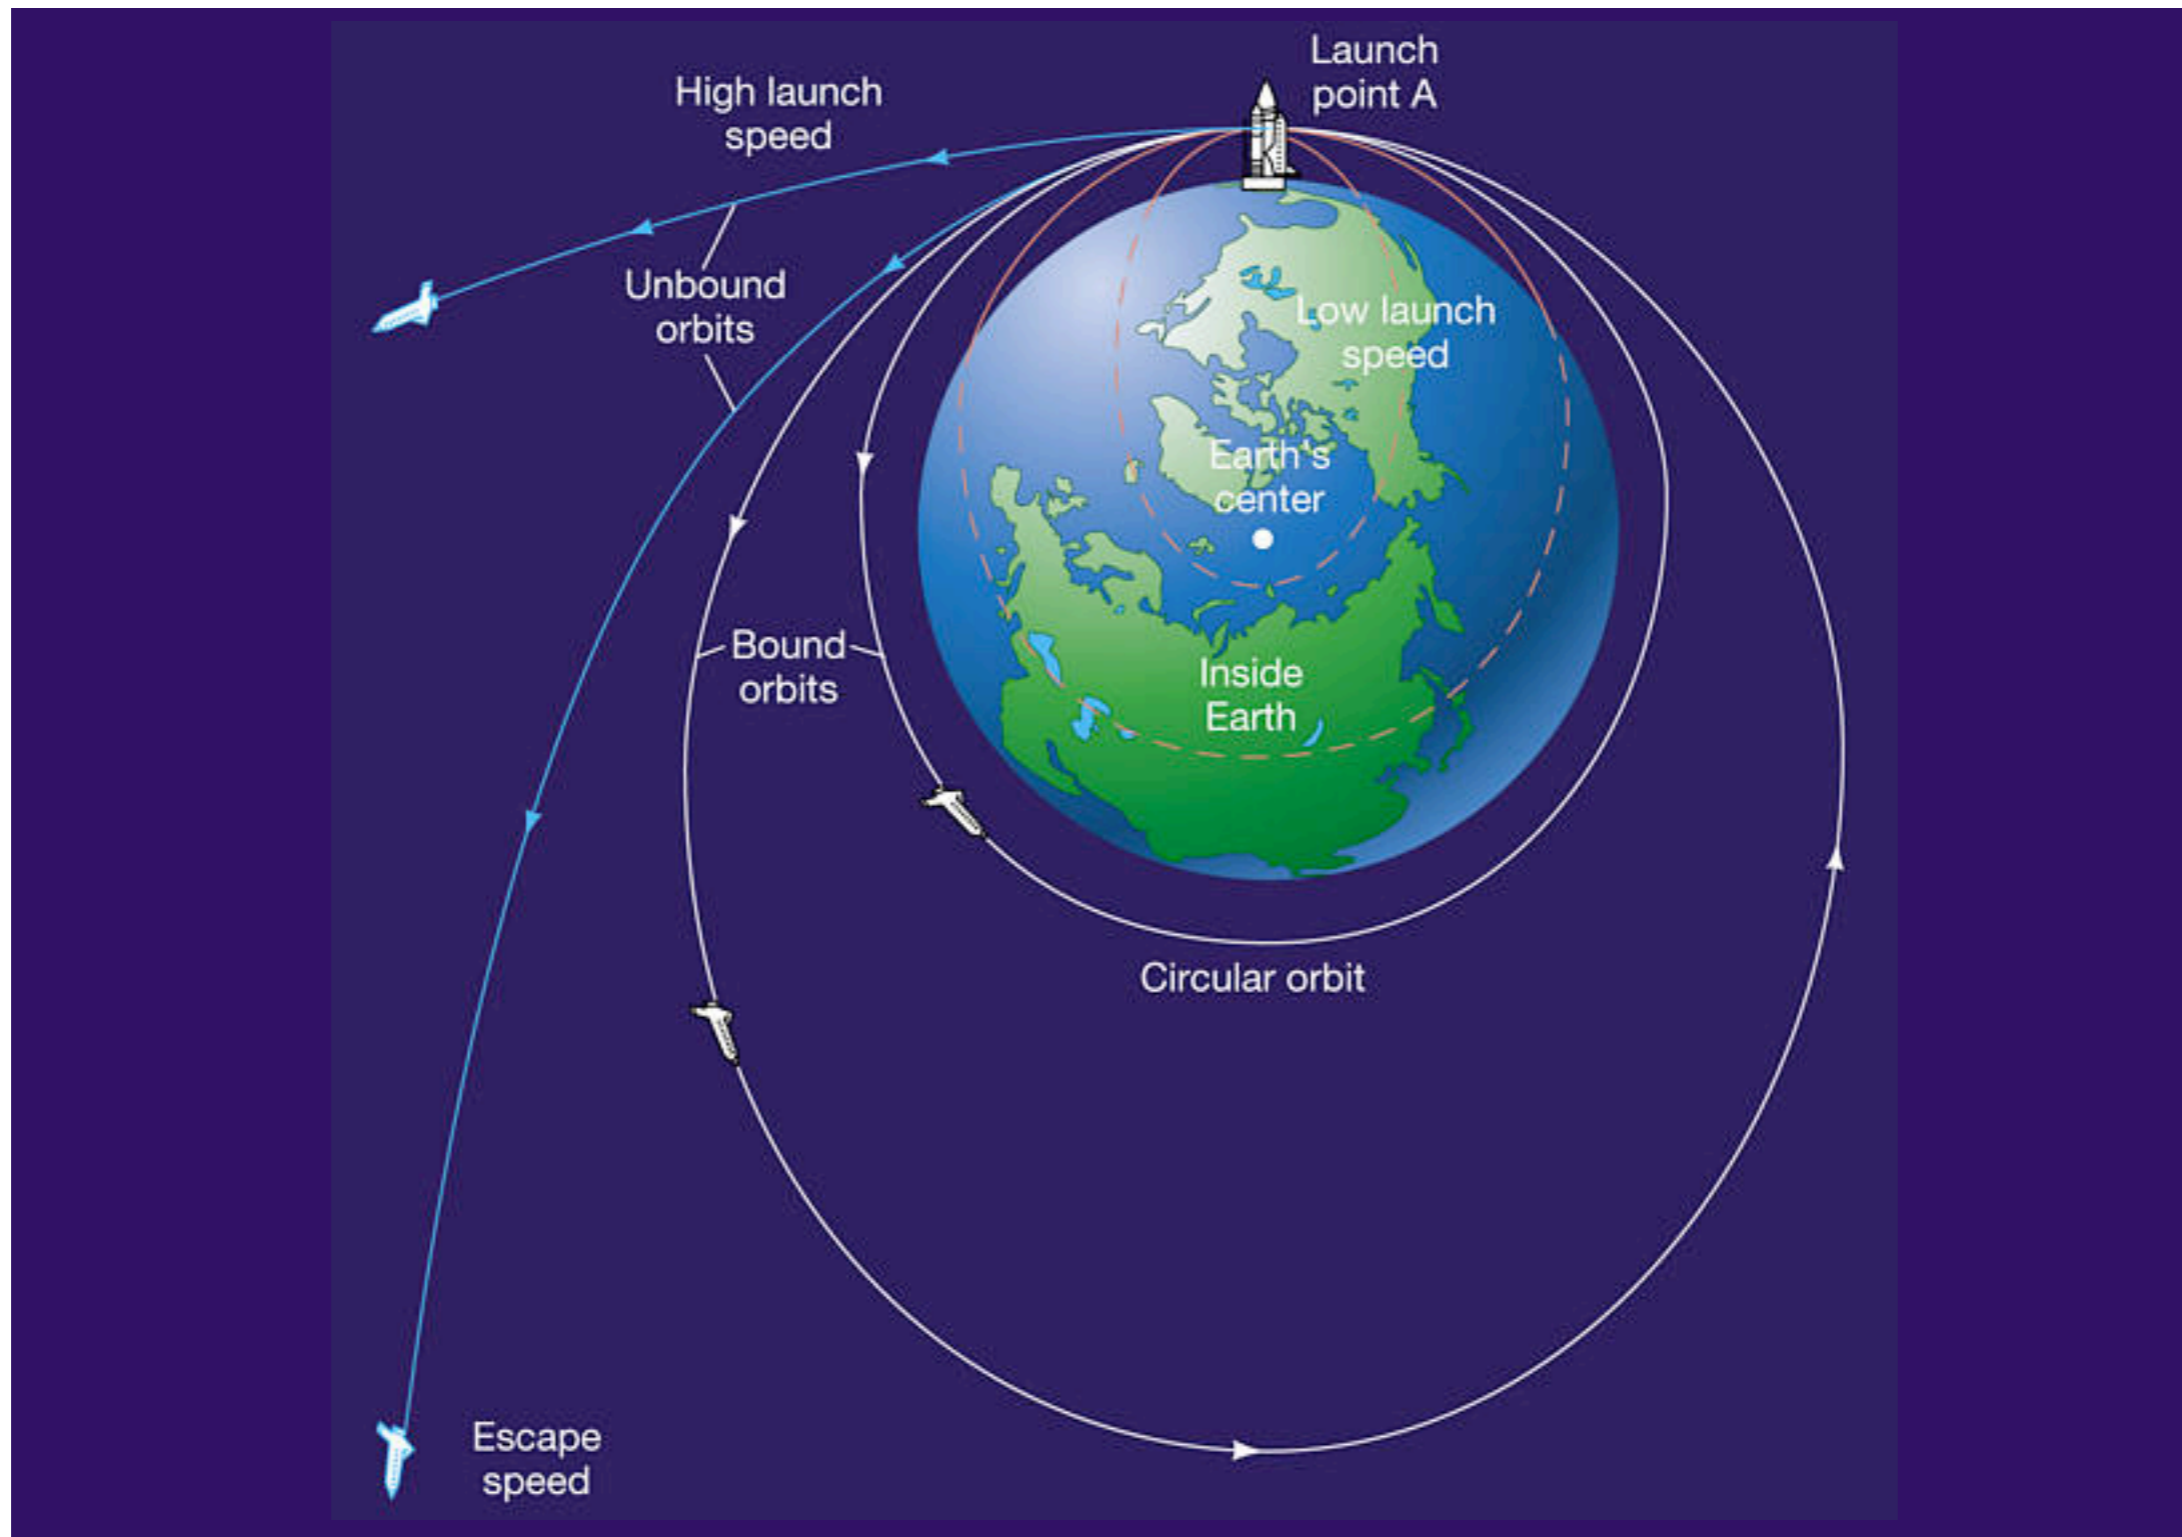 Launch
point A
High launch
speed
Unbound
orbits
Low launch
speed
Earth's
center
Bound
orbits
Inside
Earth
Circular orbit
Escape
speed